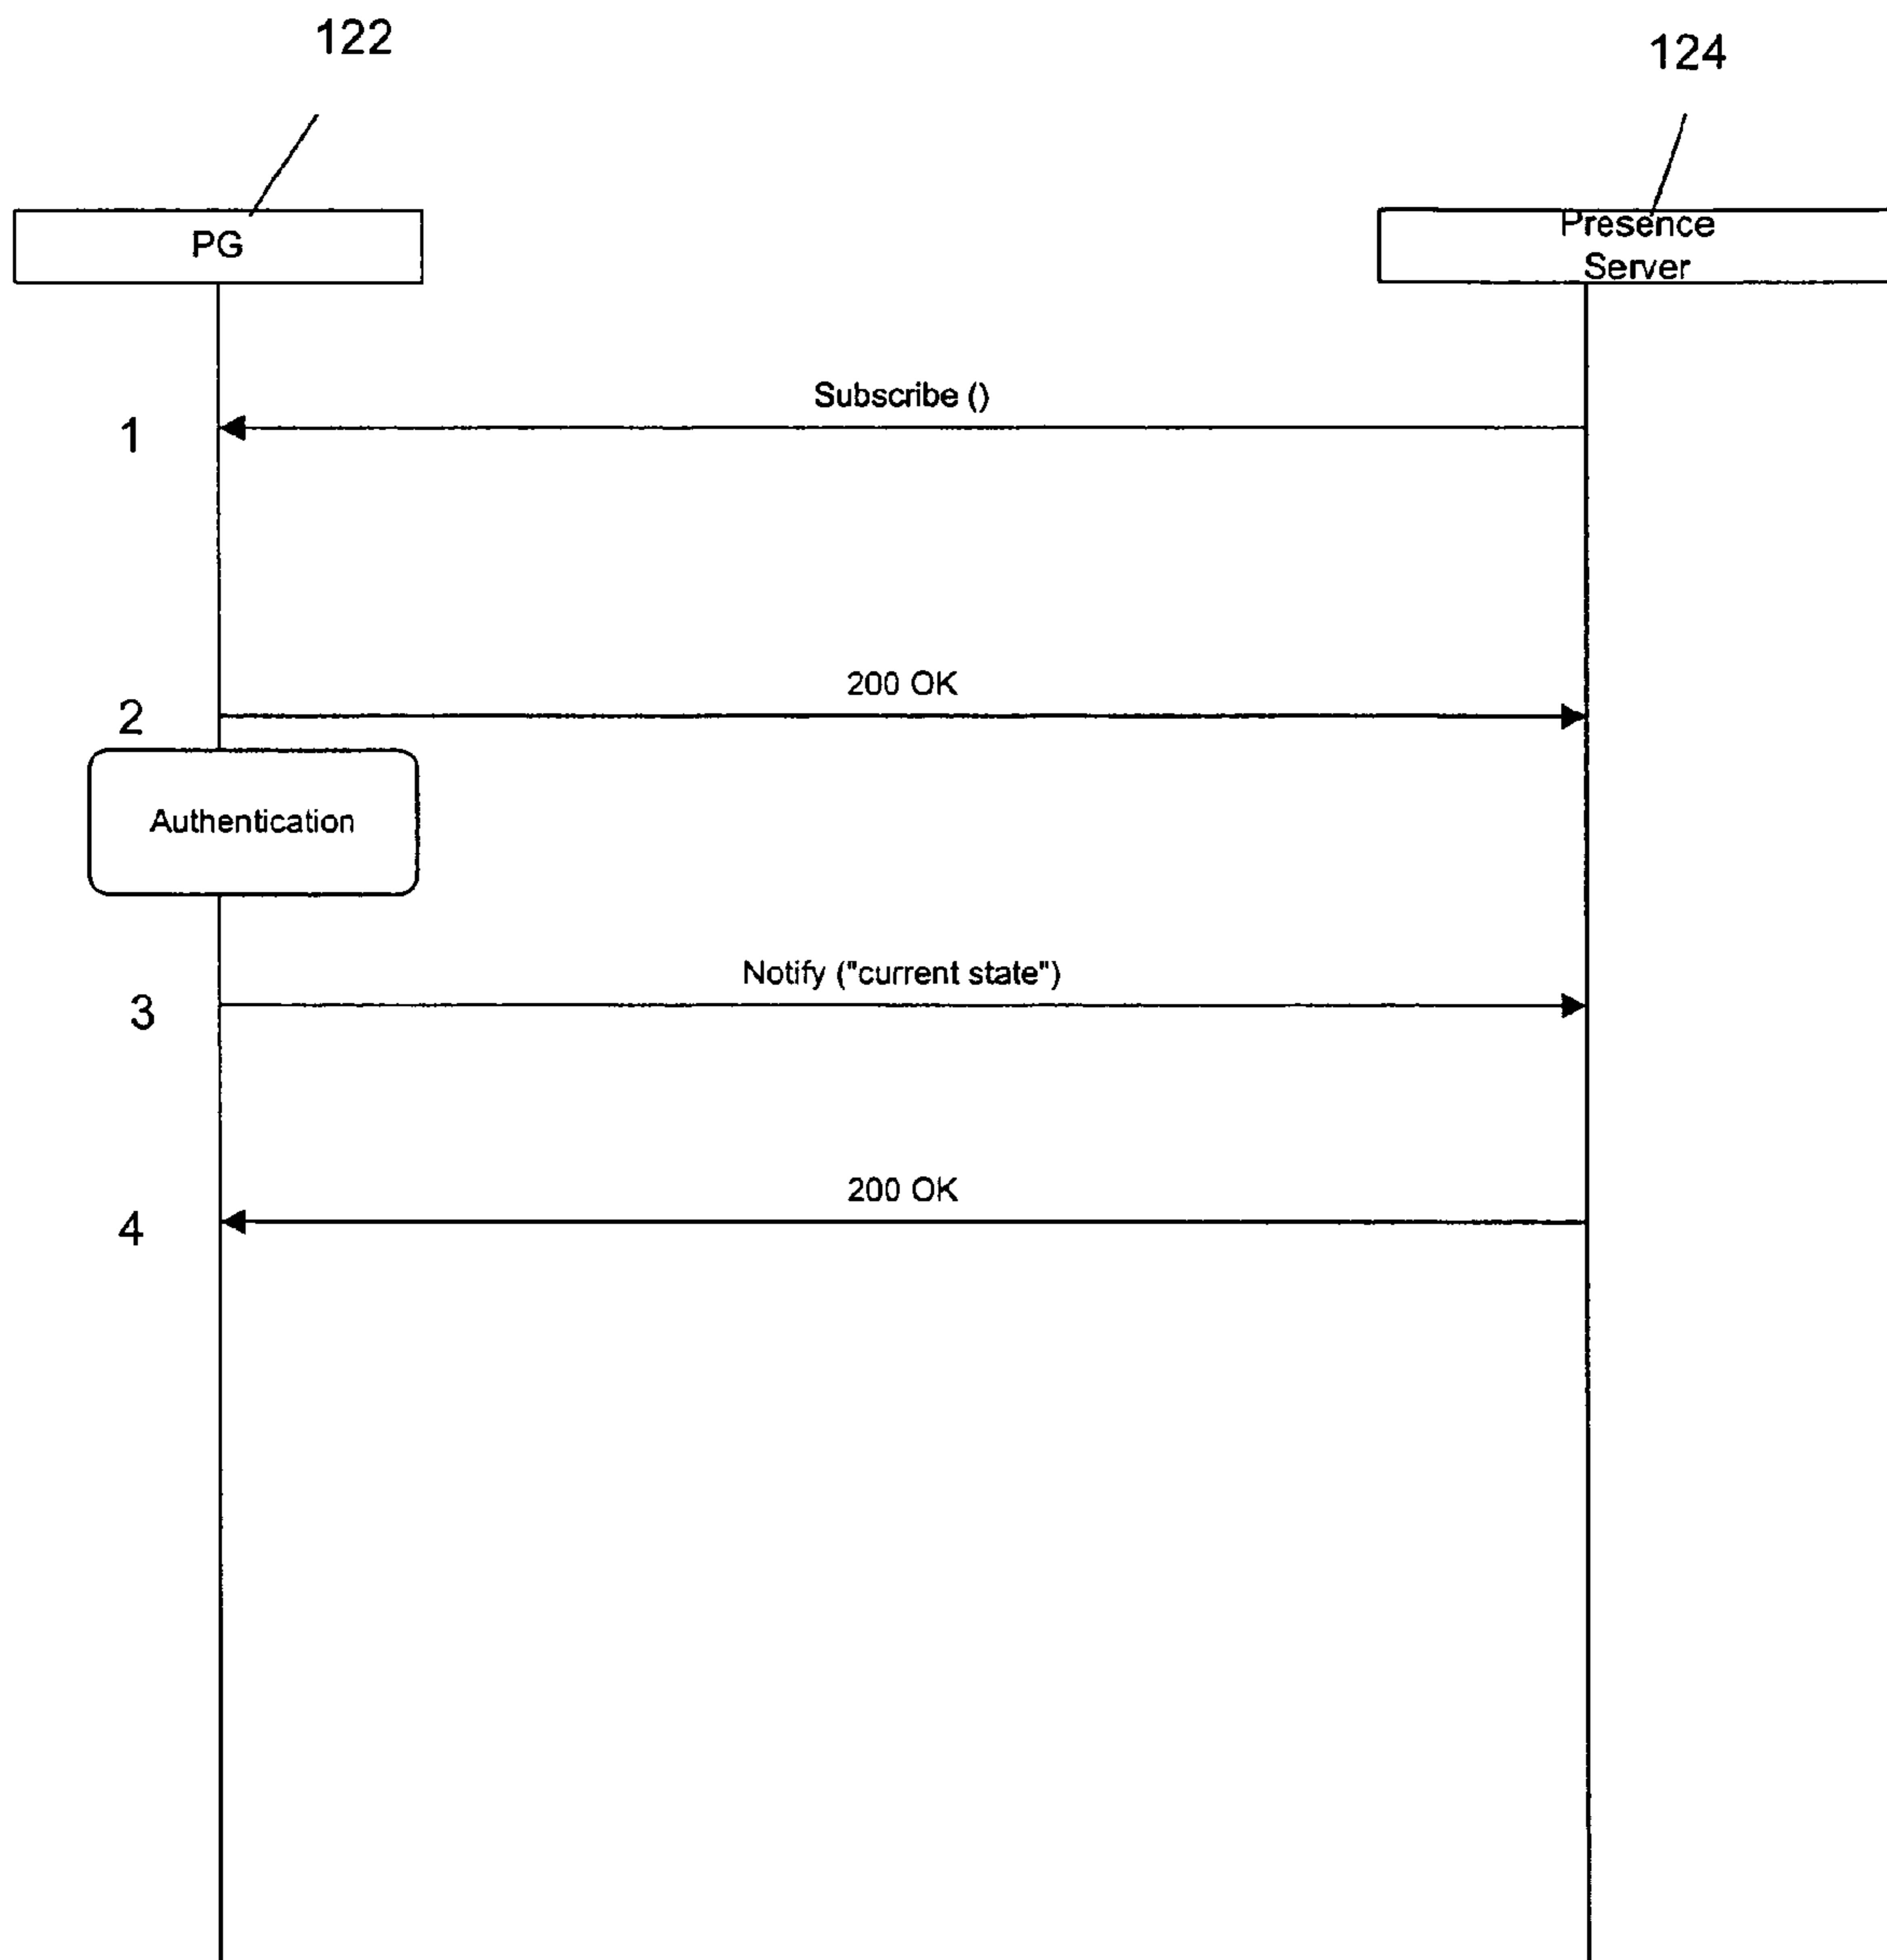 122
124
PG
Presence
Server
Subscribe ()
1
200 OK
2
Authentication
Notify ("current state")
3
200 OK
4